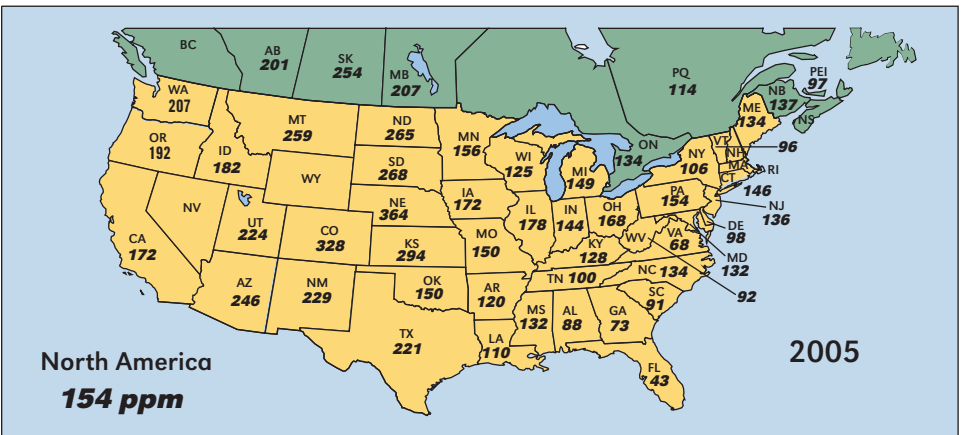 BC
AB
201
SK
254
MB
207
PQ
114
PEI
97
NB
137
NS
ON
134
WA
207
OR
192
ID
182
MT
259
ND
265
MN
156
WI
125
MI
149
NY
106
VT
NH
96
ME
134
MA
RI
CT
146
NJ
136
SD
268
WY
NE
364
IA
172
IL
178
IN
144
OH
168
PA
154
DE
98
MD
132
NV
UT
224
CO
328
KS
294
MO
150
KY
128
WV
92
VA
68
CA
172
AZ
246
NM
229
OK
150
AR
120
TN 100
NC 134
SC
91
TX
221
LA
110
MS
132
AL
88
GA
73
FL
43
North America
154 ppm
2005